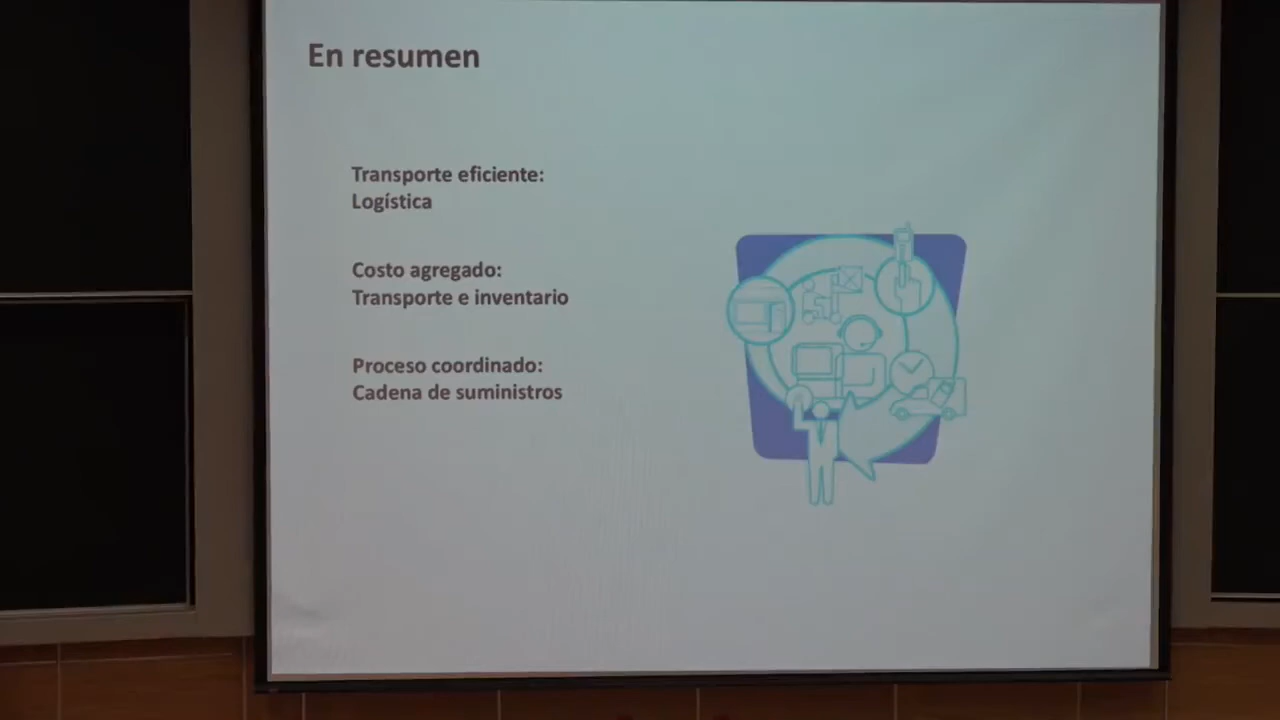 En resumen
Transporte eficiente:
Logística
Costo agregado:
Transporte e inventario
Proceso coordinado:
Cadena de suministros